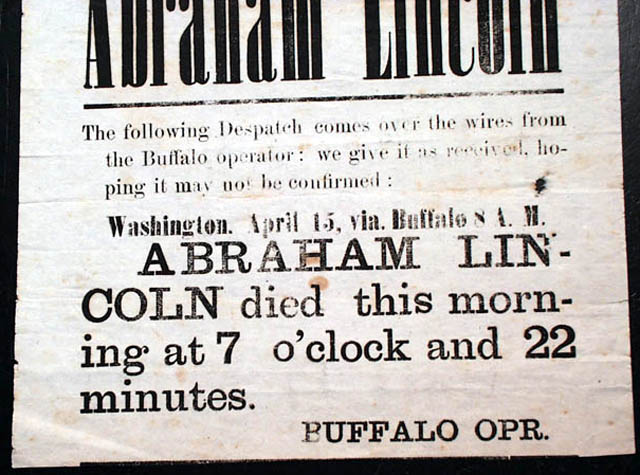 Abraham Lincoln
The following Despatch comes over the wires from
the Buffalo operator: we give it as received, ho-
ping it may not be confirmed:
Washington. April 15, via. Buffalo 8 A. M.
ABRAHAM LIN-
COLN died this morn-
ing at 7 o'clock and 22
minutes.
BUFFALO OPR.